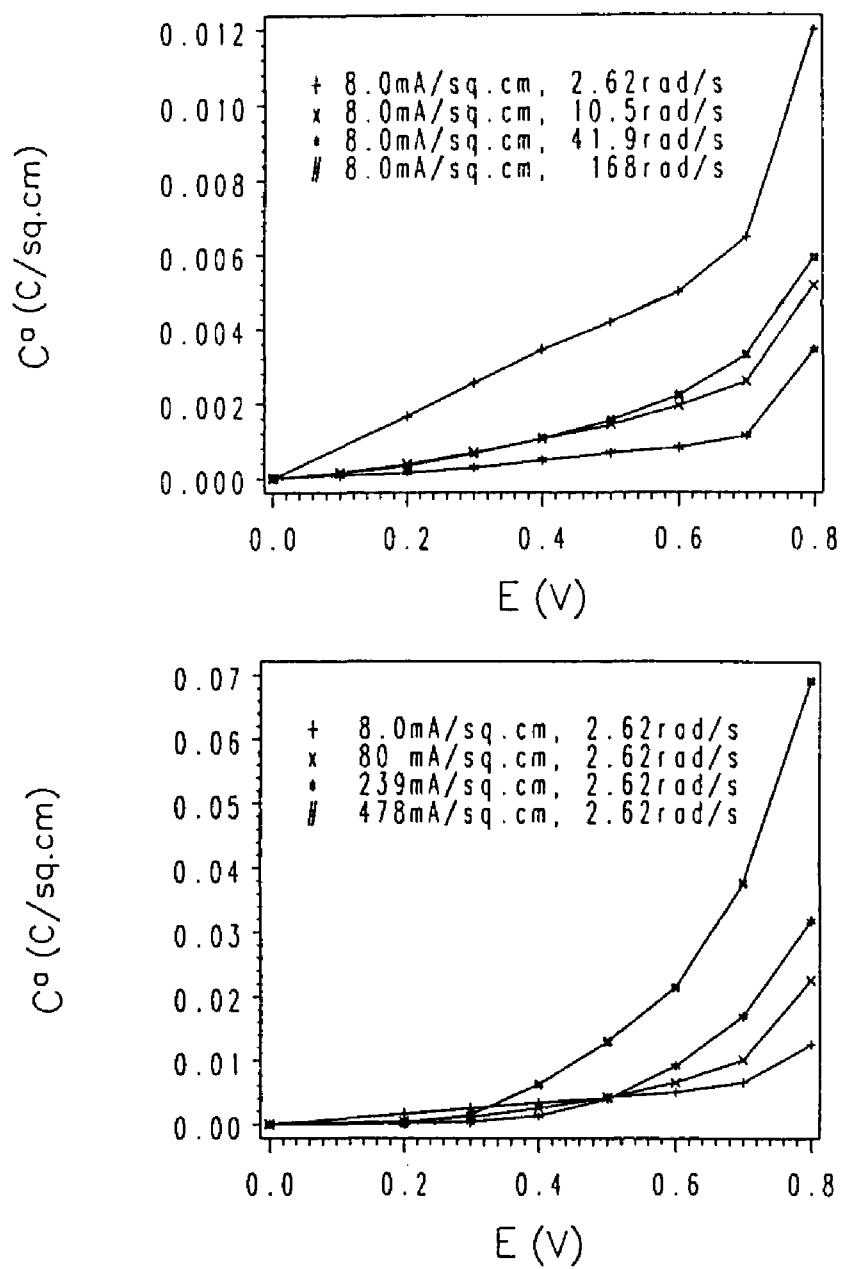 0.012
0.010
0.008
0.006
0.004
0.002
0.000
Cᵅ (C/sq.cm)
+ 8.0mA/sq.cm, 2.62rad/s
x 8.0mA/sq.cm, 10.5rad/s
* 8.0mA/sq.cm, 41.9rad/s
# 8.0mA/sq.cm, 168rad/s
0.0 0.2 0.4 0.6 0.8
E (V)
0.07
0.06
0.05
0.04
0.03
0.02
0.01
0.00
Cᵅ (C/sq.cm)
+ 8.0mA/sq.cm, 2.62rad/s
x 80 mA/sq.cm, 2.62rad/s
* 239mA/sq.cm, 2.62rad/s
# 478mA/sq.cm, 2.62rad/s
0.0 0.2 0.4 0.6 0.8
E (V)